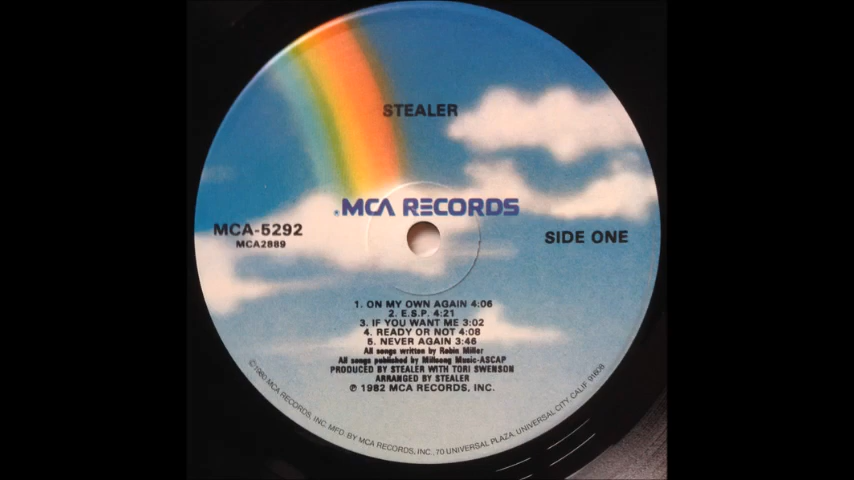 STEALER
MCA RECORDS
MCA-5292
MCA2889
SIDE ONE
1. ON MY OWN AGAIN 4:06
2. E.S.P. 4:21
3. IF YOU WANT ME 3:02
4. READY OR NOT 4:08
5. NEVER AGAIN 3:46
All songs written by Robin Miller
All songs published by Millsong Music-ASCAP
PRODUCED BY STEALER WITH TORI SWENSON
ARRANGED BY STEALER
℗ 1982 MCA RECORDS, INC.
©1980 MCA RECORDS, INC. MFD. BY MCA RECORDS, INC., 70 UNIVERSAL PLAZA, UNIVERSAL CITY, CALIF. 91608